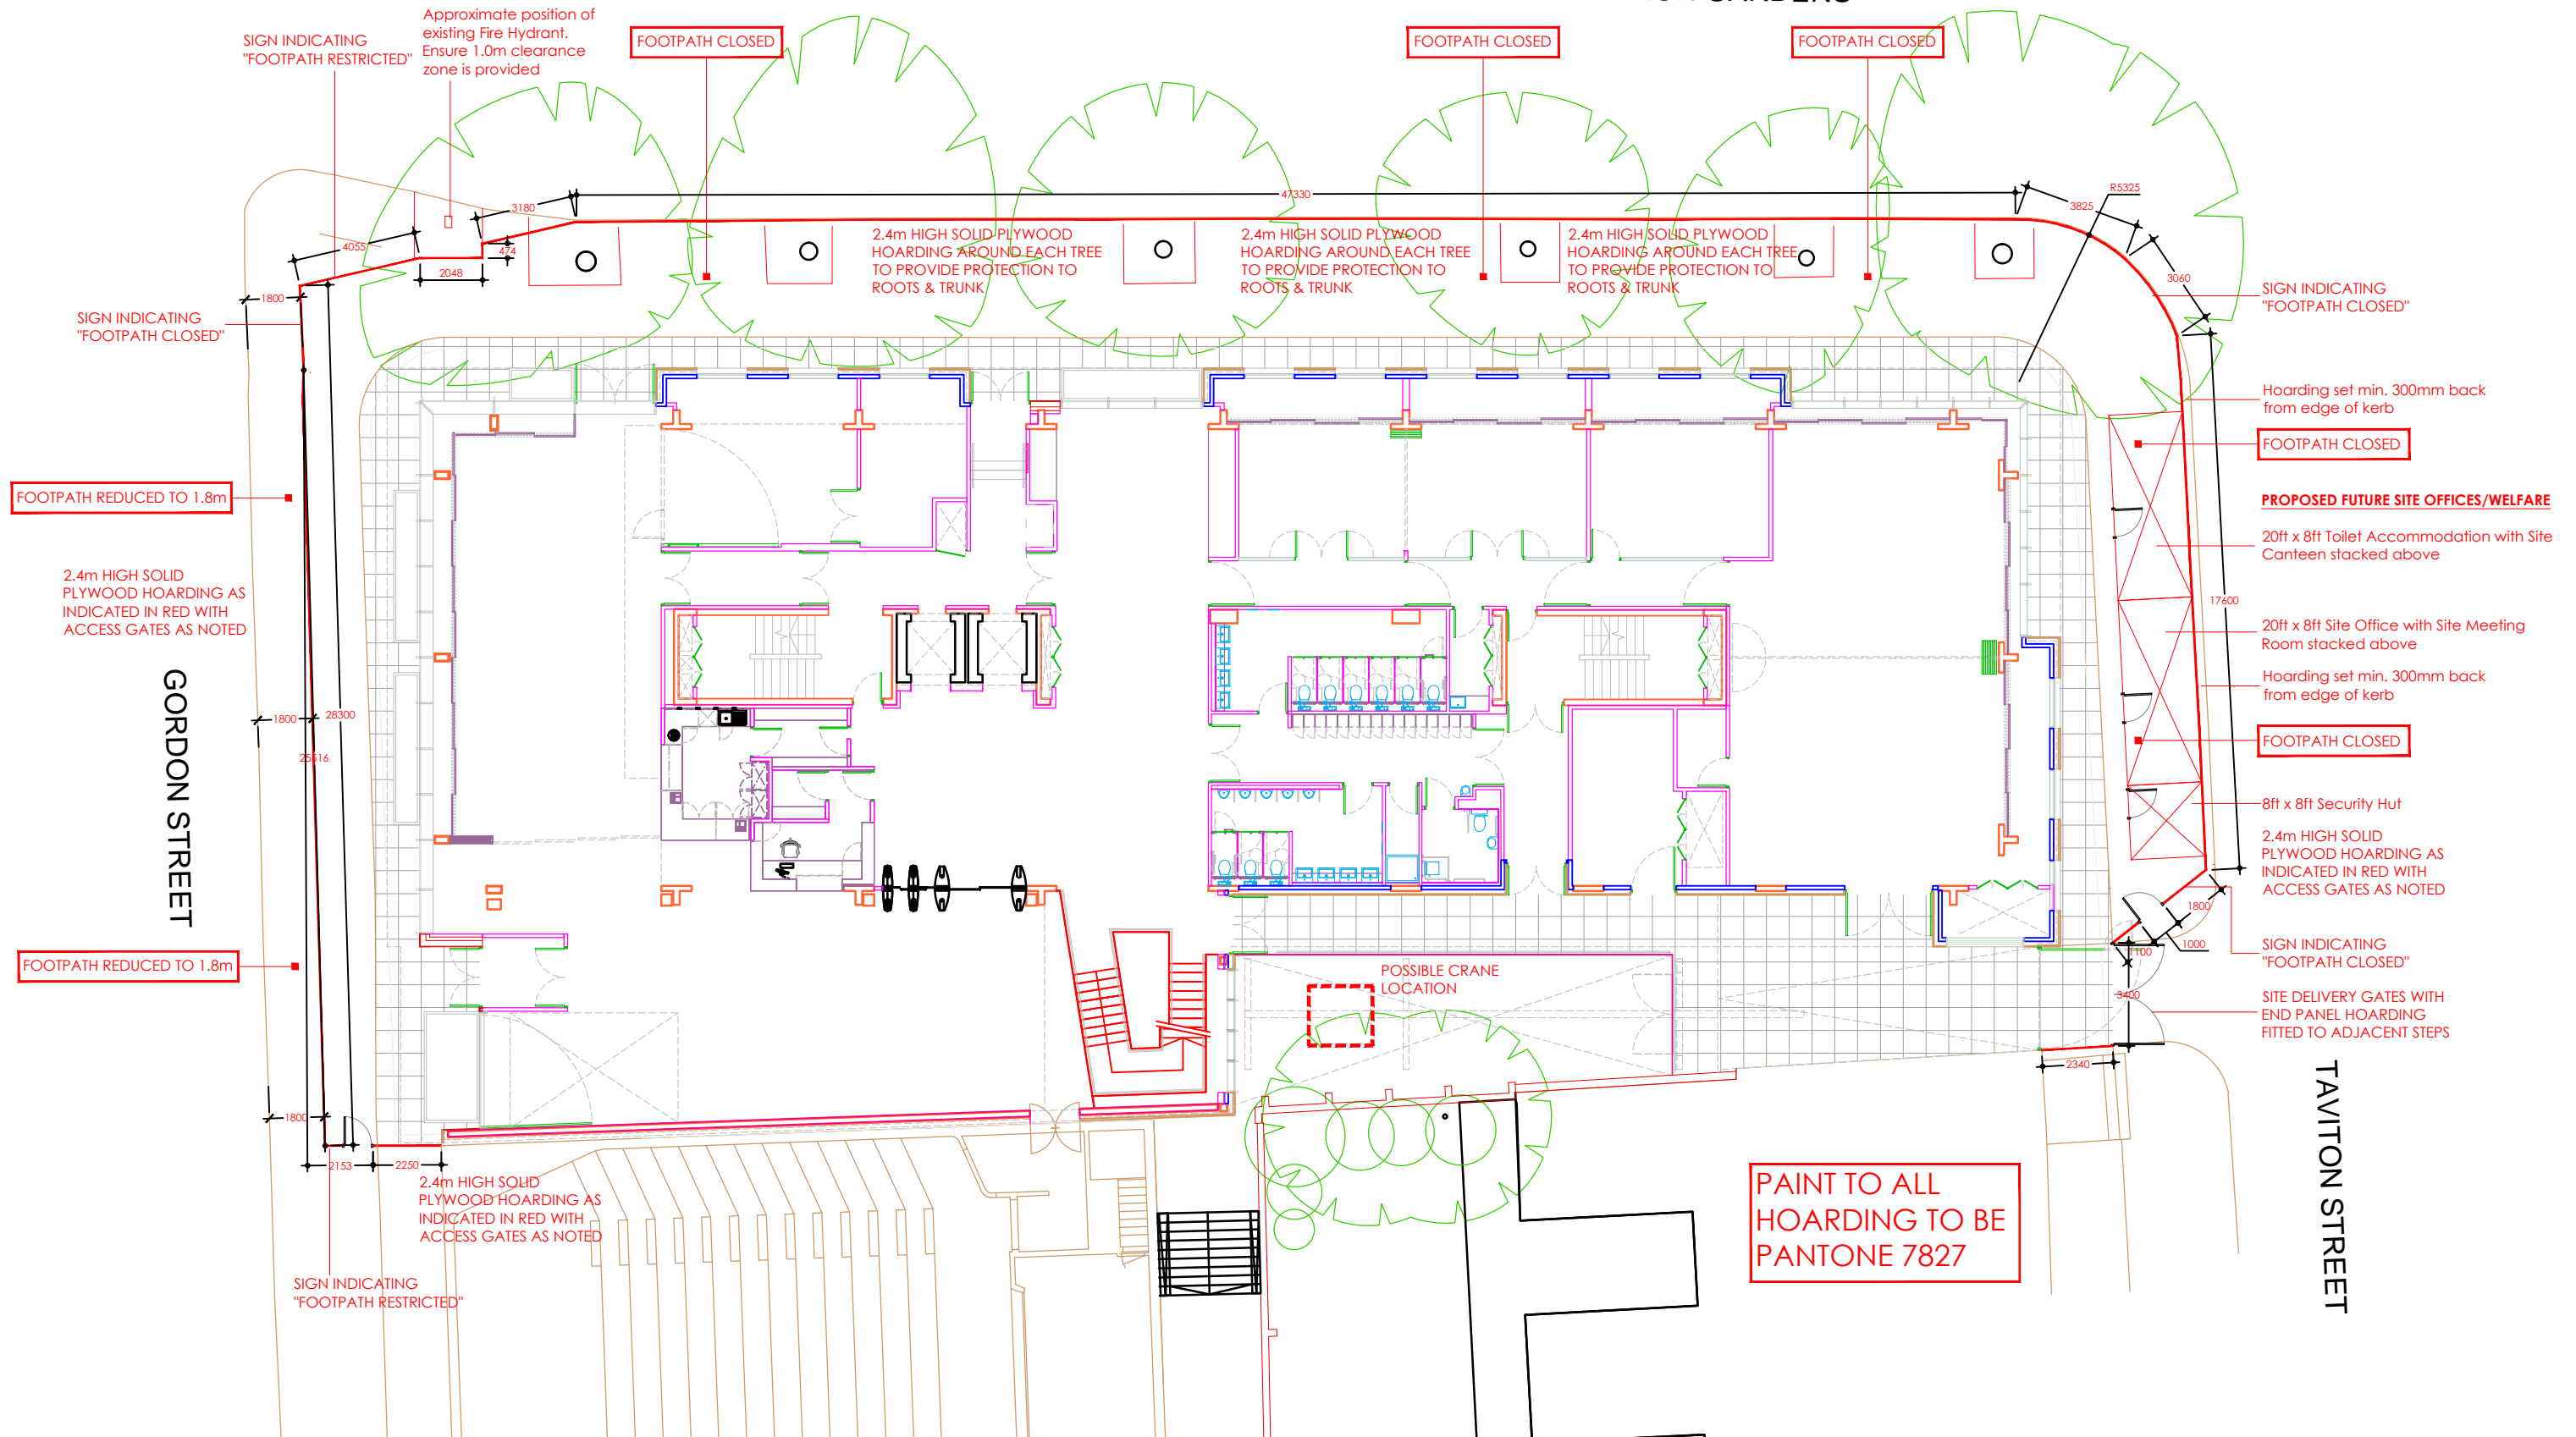 GARDENS
Approximate position of
existing Fire Hydrant.
Ensure 1.0m clearance
zone is provided
SIGN INDICATING
"FOOTPATH RESTRICTED"
FOOTPATH CLOSED
FOOTPATH CLOSED
FOOTPATH CLOSED
47330
3180
R5325
3825
4055
474
2048
3060
1800
2.4m HIGH SOLID PLYWOOD
HOARDING AROUND EACH TREE
TO PROVIDE PROTECTION TO
ROOTS & TRUNK
2.4m HIGH SOLID PLYWOOD
HOARDING AROUND EACH TREE
TO PROVIDE PROTECTION TO
ROOTS & TRUNK
2.4m HIGH SOLID PLYWOOD
HOARDING AROUND EACH TREE
TO PROVIDE PROTECTION TO
ROOTS & TRUNK
SIGN INDICATING
"FOOTPATH CLOSED"
SIGN INDICATING
"FOOTPATH CLOSED"
Hoarding set min. 300mm back
from edge of kerb
FOOTPATH CLOSED
FOOTPATH REDUCED TO 1.8m
PROPOSED FUTURE SITE OFFICES/WELFARE
20ft x 8ft Toilet Accommodation with Site
Canteen stacked above
2.4m HIGH SOLID
PLYWOOD HOARDING AS
INDICATED IN RED WITH
ACCESS GATES AS NOTED
17600
20ft x 8ft Site Office with Site Meeting
Room stacked above
Hoarding set min. 300mm back
from edge of kerb
GORDON STREET
1800
28300
25516
FOOTPATH CLOSED
8ft x 8ft Security Hut
2.4m HIGH SOLID
PLYWOOD HOARDING AS
INDICATED IN RED WITH
ACCESS GATES AS NOTED
1800
1000
1100
SIGN INDICATING
"FOOTPATH CLOSED"
FOOTPATH REDUCED TO 1.8m
POSSIBLE CRANE
LOCATION
3400
SITE DELIVERY GATES WITH
END PANEL HOARDING
FITTED TO ADJACENT STEPS
2340
TAVITON STREET
1800
2153
2250
2.4m HIGH SOLID
PLYWOOD HOARDING AS
INDICATED IN RED WITH
ACCESS GATES AS NOTED
PAINT TO ALL
HOARDING TO BE
PANTONE 7827
SIGN INDICATING
"FOOTPATH RESTRICTED"